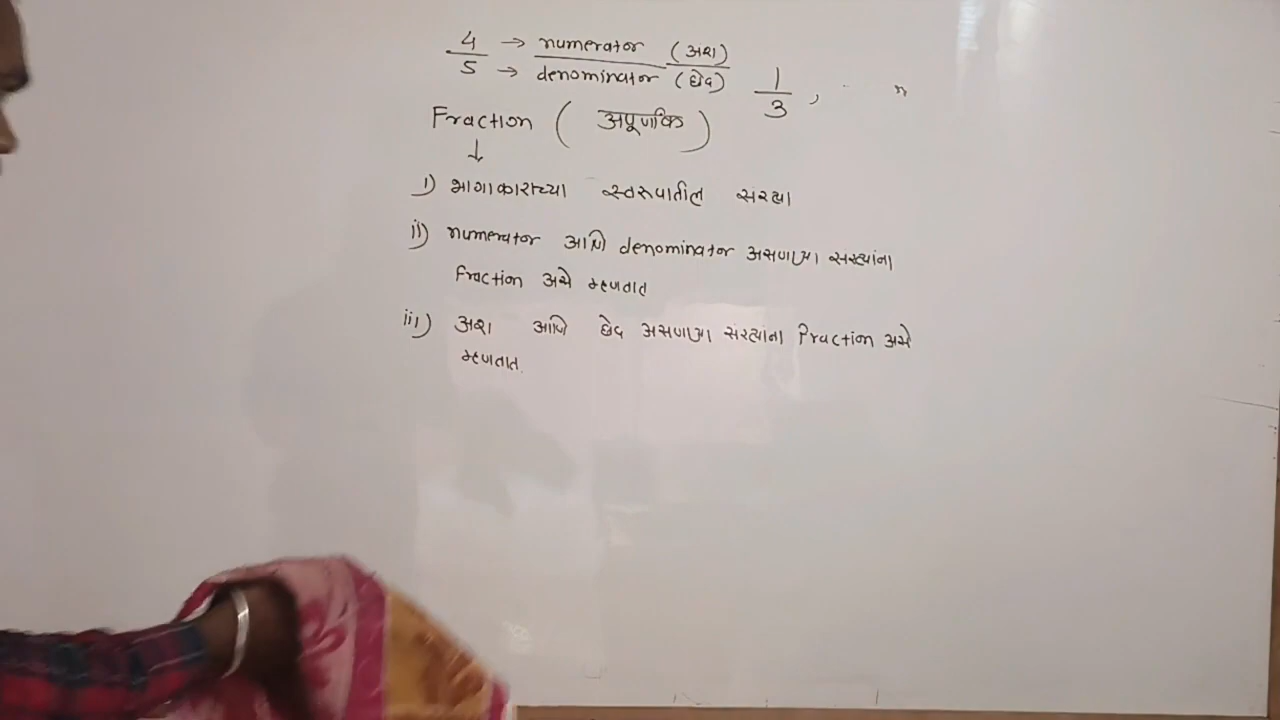 4/5 → numerator (अंश)
→ denominator (छेद) 1/3 ,
Fraction ( अपूर्णांक )
↓
i) भागाकाराच्या स्वरूपातील संख्या
ii) numerator आणि denominator असणाऱ्या संख्यांना
fraction असे म्हणतात
iii) अंश आणि छेद असणाऱ्या संख्यांना Fraction असे
म्हणतात.